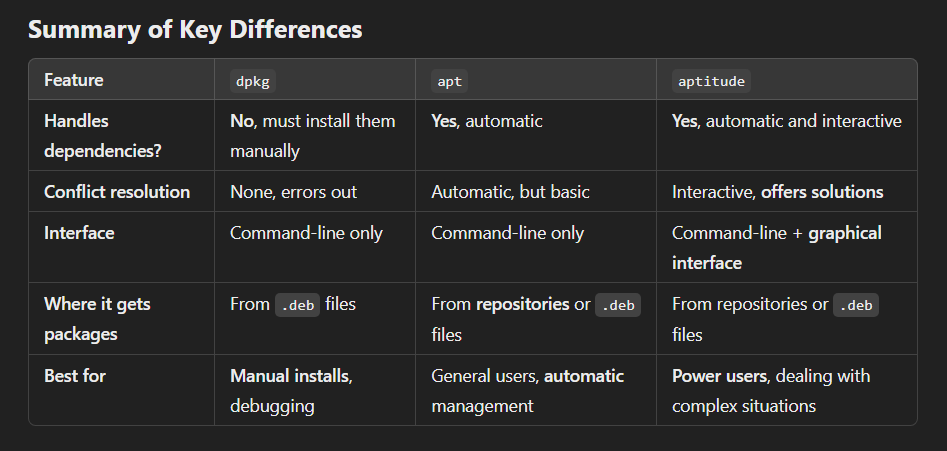 Summary of Key Differences
Feature dpkg apt aptitude
Handles dependencies? No, must install them manually Yes, automatic Yes, automatic and interactive
Conflict resolution None, errors out Automatic, but basic Interactive, offers solutions
Interface Command-line only Command-line only Command-line + graphical interface
Where it gets packages From .deb files From repositories or .deb files From repositories or .deb files
Best for Manual installs, debugging General users, automatic management Power users, dealing with complex situations